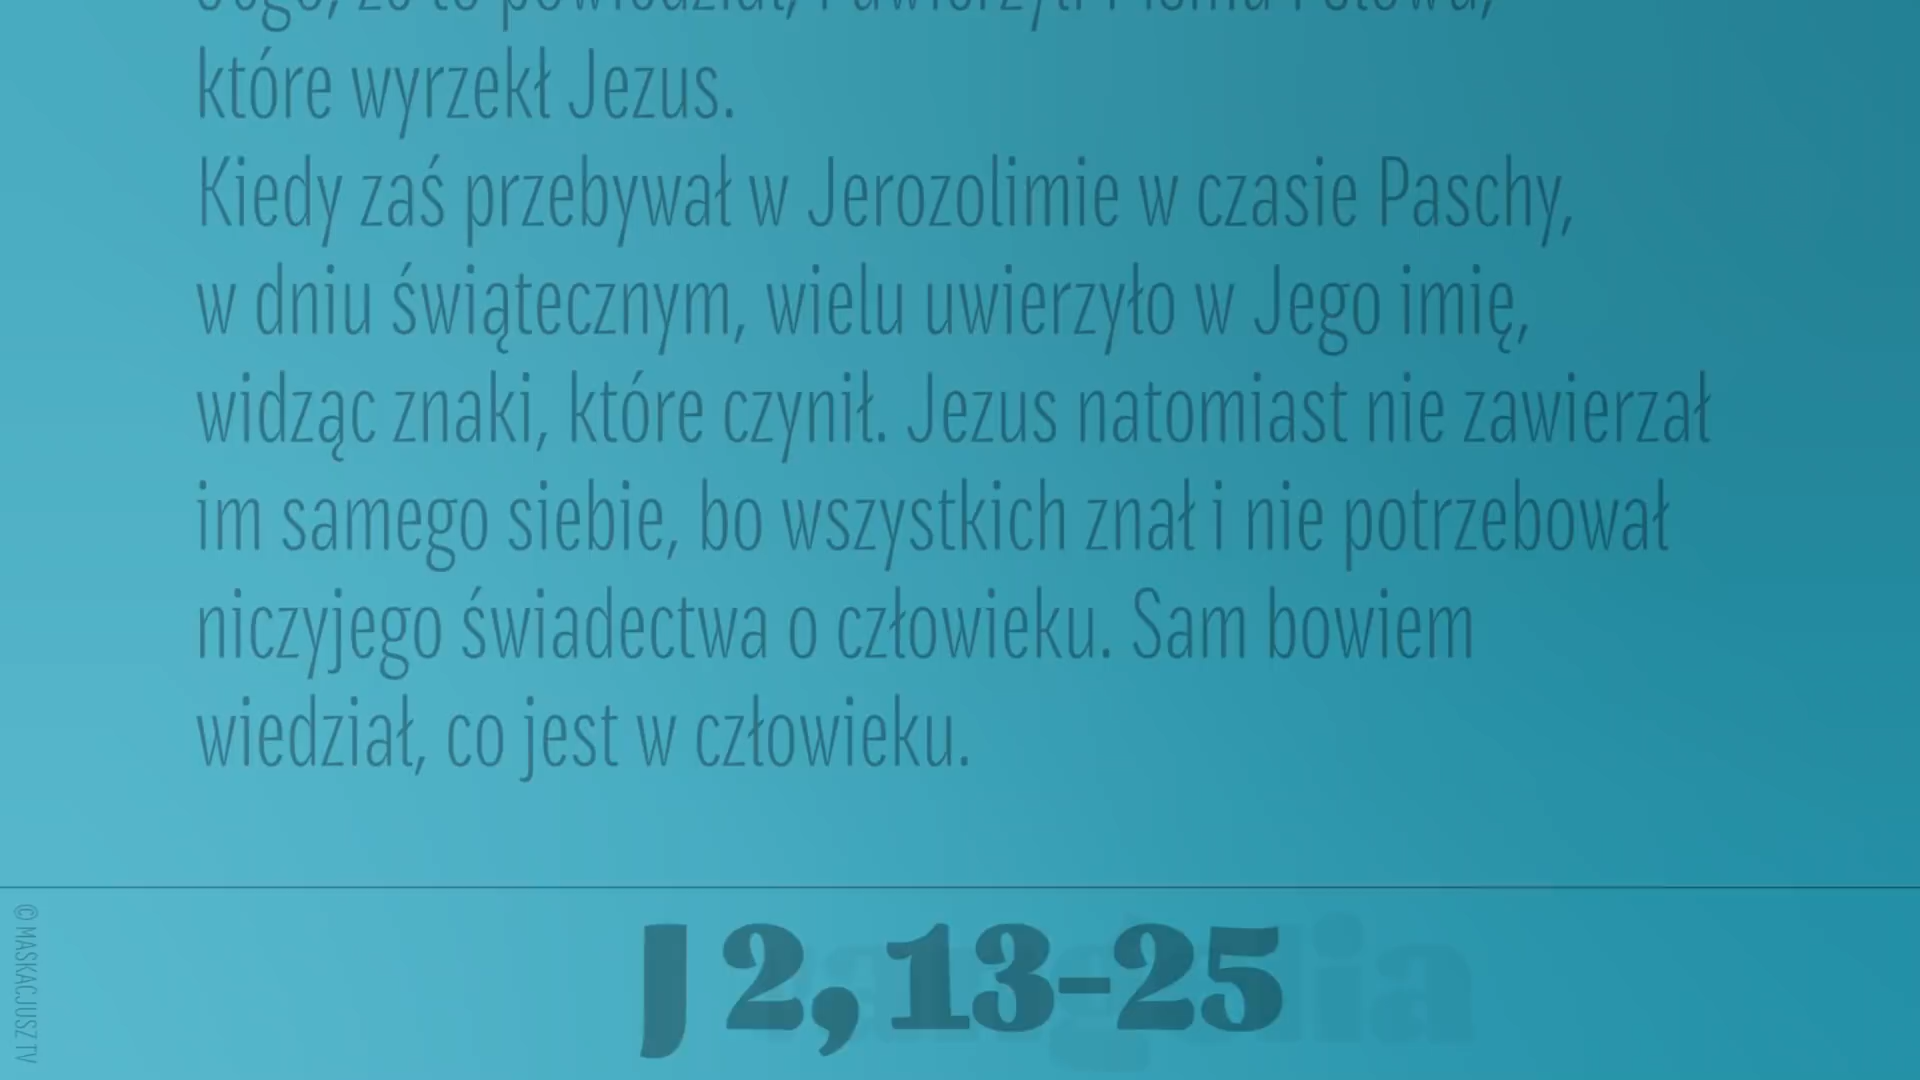 które wyrzekł Jezus.
Kiedy zaś przebywał w Jerozolimie w czasie Paschy,
w dniu świątecznym, wielu uwierzyło w Jego imię,
widząc znaki, które czynił. Jezus natomiast nie zawierzał
im samego siebie, bo wszystkich znał i nie potrzebował
niczyjego świadectwa o człowieku. Sam bowiem
wiedział, co jest w człowieku.
J 2, 13-25
© MASKACJUSZ TV